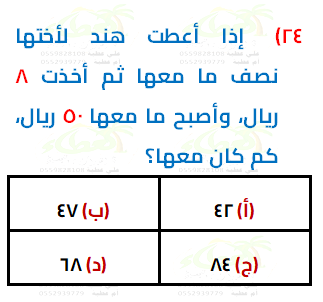 ٢٤) إذا أعطت هند لأختها
نصف ما معها ثم أخذت ٨
ريال، وأصبح ما معها ٥٠ ريال،
كم كان معها؟
(أ) ٤٢
(ب) ٤٧
(ج) ٨٤
(د) ٦٨